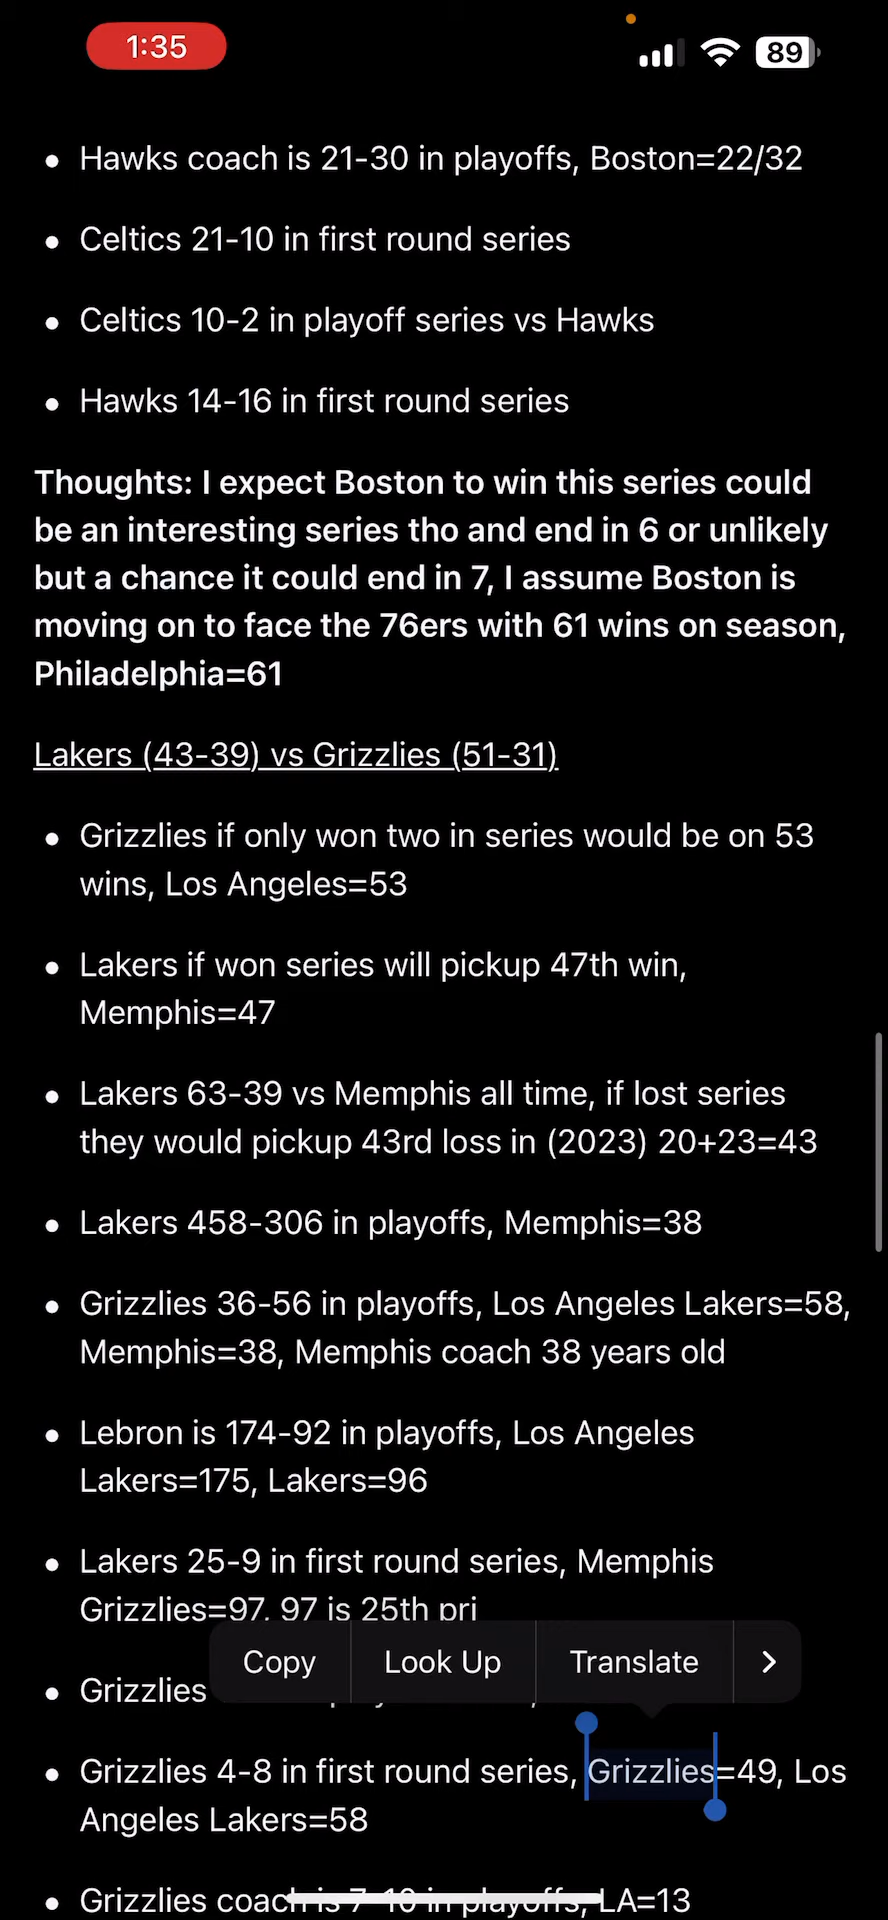 1:35
89
• Hawks coach is 21-30 in playoffs, Boston=22/32
• Celtics 21-10 in first round series
• Celtics 10-2 in playoff series vs Hawks
• Hawks 14-16 in first round series
Thoughts: I expect Boston to win this series could
be an interesting series tho and end in 6 or unlikely
but a chance it could end in 7, I assume Boston is
moving on to face the 76ers with 61 wins on season,
Philadelphia=61
Lakers (43-39) vs Grizzlies (51-31)
• Grizzlies if only won two in series would be on 53
wins, Los Angeles=53
• Lakers if won series will pickup 47th win,
Memphis=47
• Lakers 63-39 vs Memphis all time, if lost series
they would pickup 43rd loss in (2023) 20+23=43
• Lakers 458-306 in playoffs, Memphis=38
• Grizzlies 36-56 in playoffs, Los Angeles Lakers=58,
Memphis=38, Memphis coach 38 years old
• Lebron is 174-92 in playoffs, Los Angeles
Lakers=175, Lakers=96
• Lakers 25-9 in first round series, Memphis
Grizzlies=97, 97 is 25th pri
Copy Look Up Translate
• Grizzlies
• Grizzlies 4-8 in first round series, Grizzlies=49, Los
Angeles Lakers=58
• Grizzlies coach is 7-10 in playoffs, LA=13